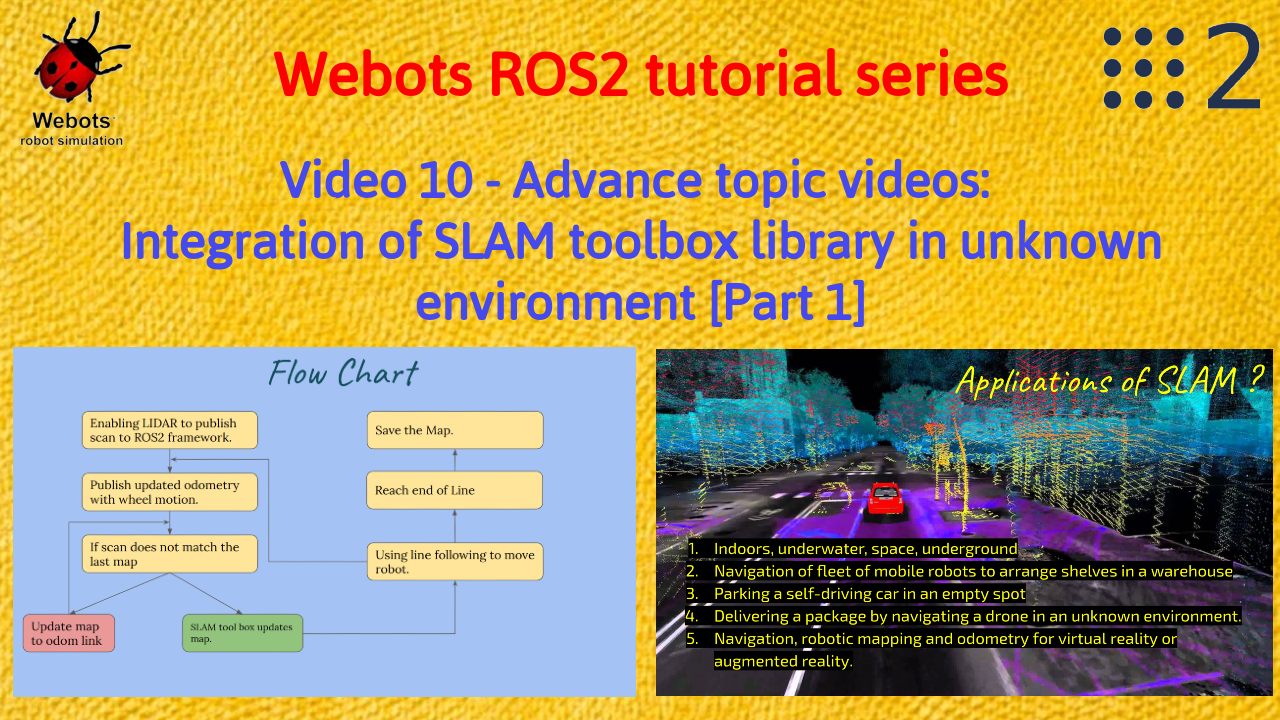 Webots
robot simulation
Webots ROS2 tutorial series
2
Video 10 - Advance topic videos:
Integration of SLAM toolbox library in unknown
environment [Part 1]
Flow Chart
Enabling LIDAR to publish
scan to ROS2 framework.
Publish updated odometry
with wheel motion.
If scan does not match the
last map
Update map
to odom link
SLAM tool box updates
map.
Save the Map.
Reach end of Line
Using line following to move
robot.
Applications of SLAM ?
1. Indoors, underwater, space, underground
2. Navigation of fleet of mobile robots to arrange shelves in a warehouse
3. Parking a self-driving car in an empty spot
4. Delivering a package by navigating a drone in an unknown environment.
5. Navigation, robotic mapping and odometry for virtual reality or
augmented reality.